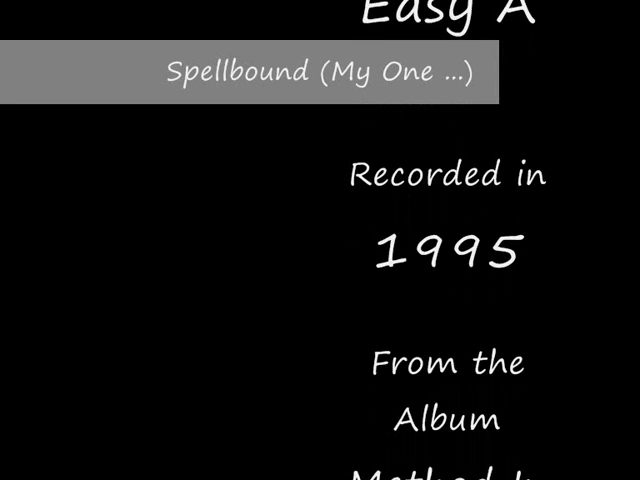 Easy A
Spellbound (My One ...)
Recorded in
1995
From the
Album